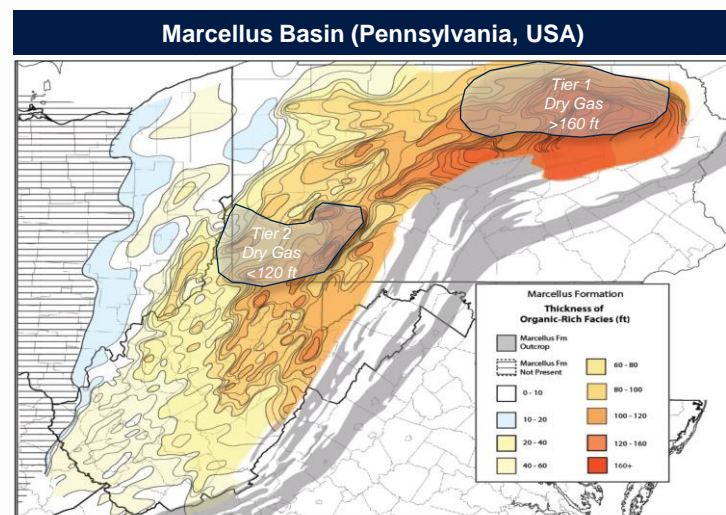 Marcellus Basin (Pennsylvania, USA)
Tier 1
Dry Gas
>160 ft
Tier 2
Dry Gas
<120 ft
Marcellus Formation
Thickness of
Organic-Rich Facies (ft)
Marcellus Fm
Outcrop
Marcellus Fm
Not Present
0 - 10
10 - 20
20 - 40
40 - 60
60 - 80
80 - 100
100 - 120
120 - 160
160+